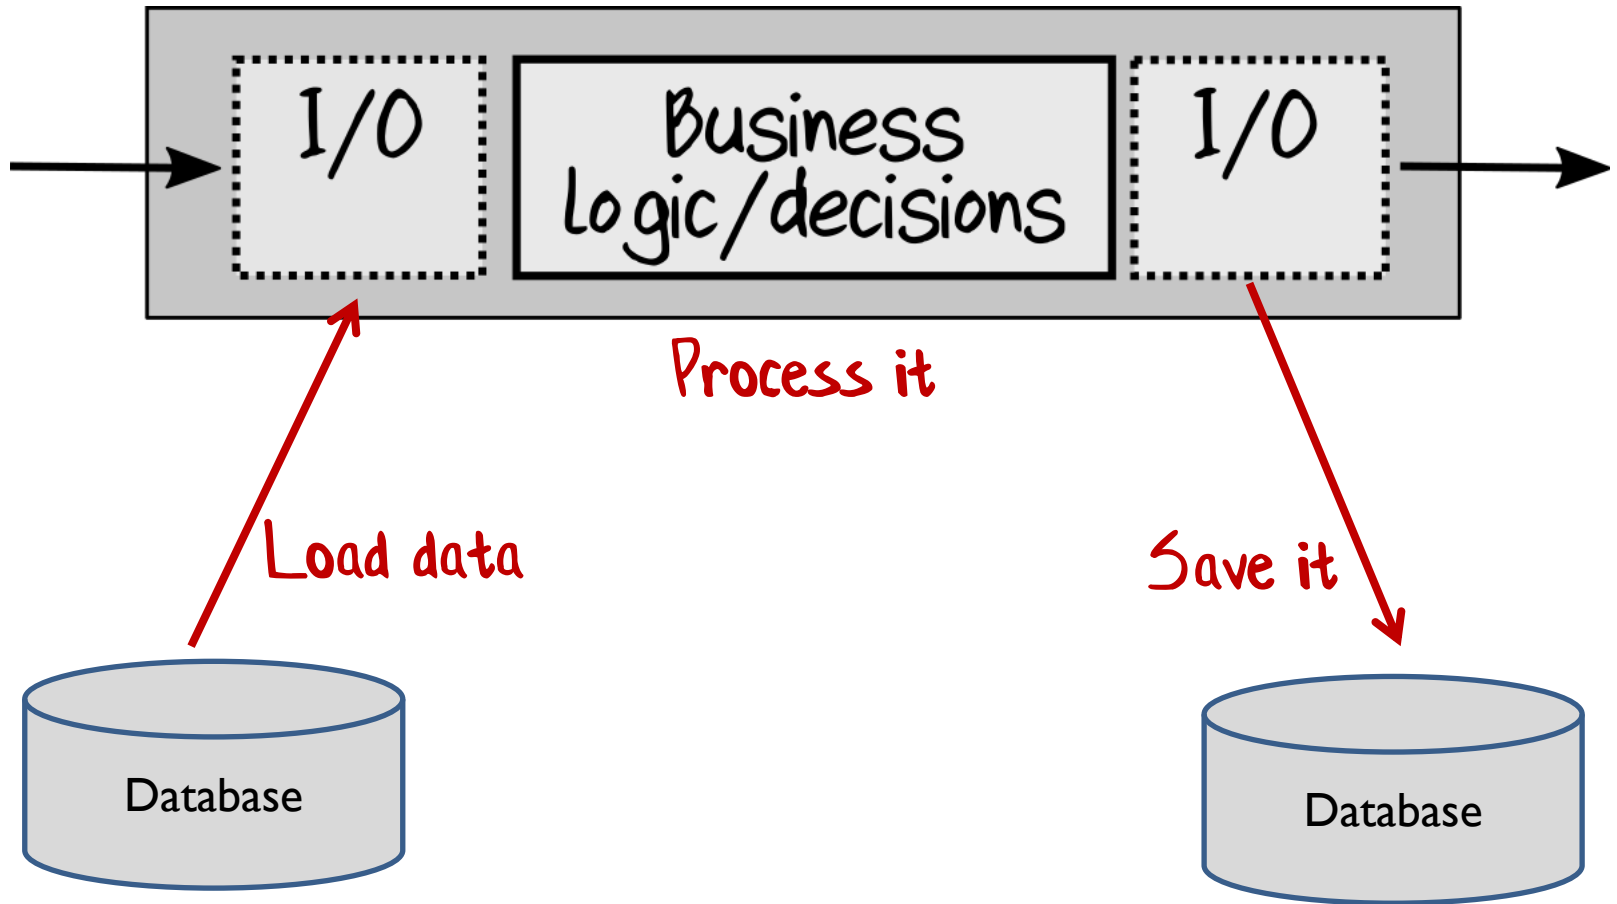 I/O
Business
Logic/decisions
I/O
Process it
Load data
Save it
Database
Database